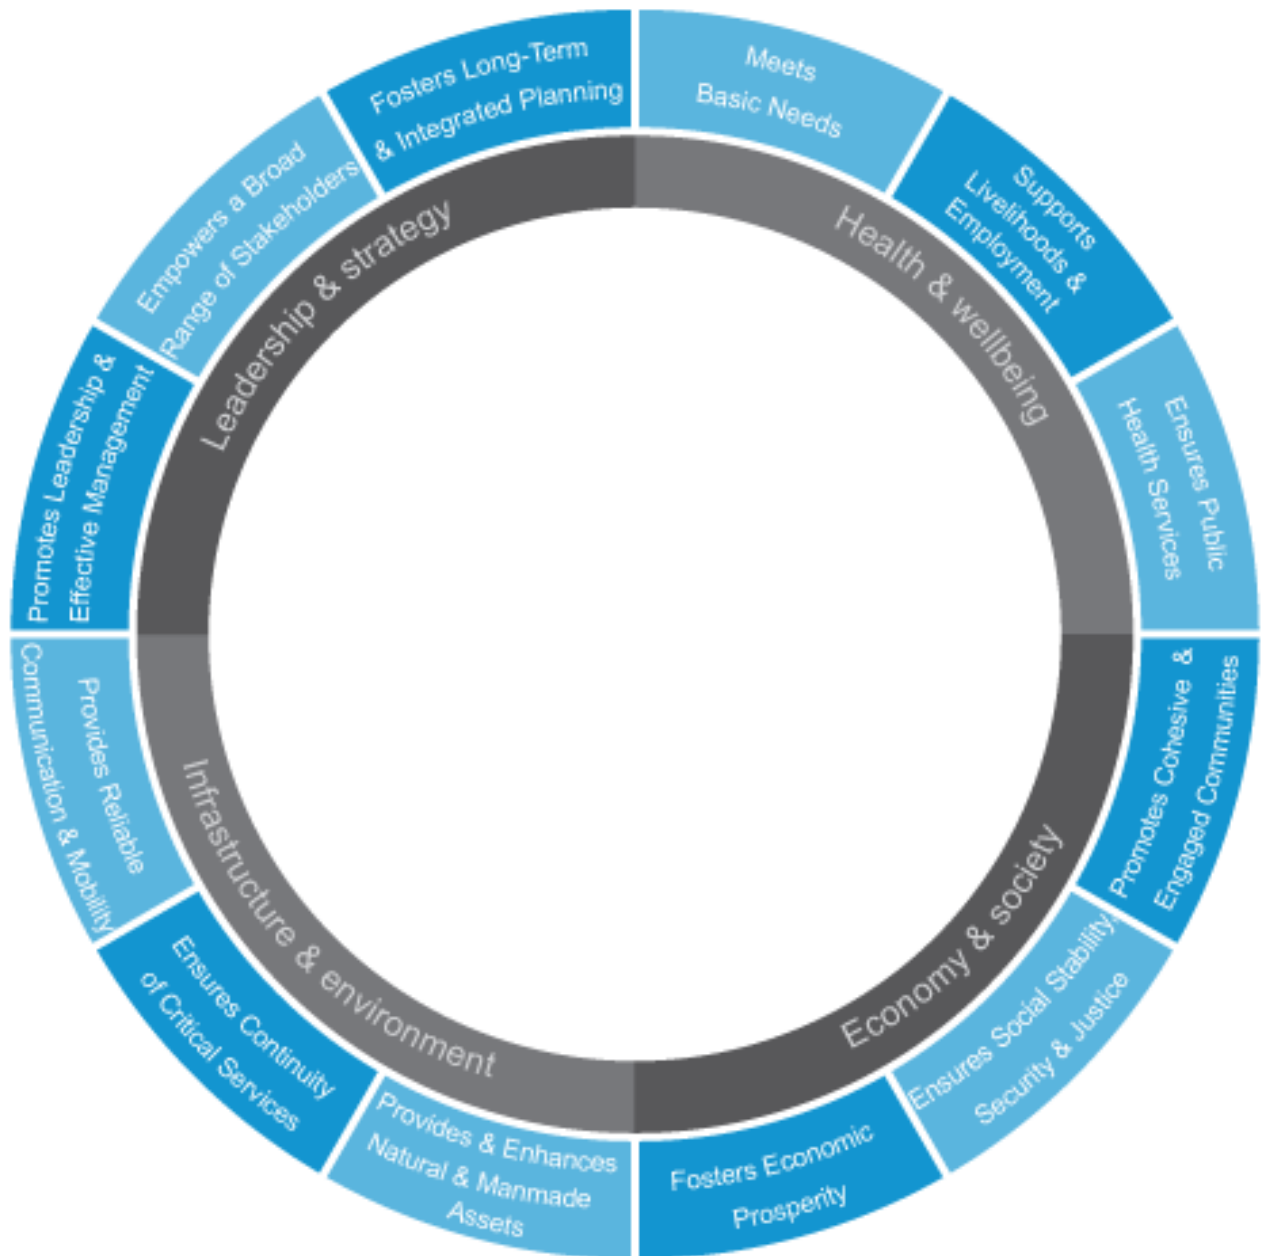 Meets
Basic Needs
Supports
Livelihoods &
Employment
Ensures Public
Health Services
Promotes Cohesive &
Engaged Communities
Ensures Social Stability,
Security & Justice
Fosters Economic
Prosperity
Provides & Enhances
Natural & Manmade
Assets
Ensures Continuity
of Critical Services
Provides Reliable
Communication & Mobility
Promotes Leadership &
Effective Management
Empowers a Broad
Range of Stakeholders
Fosters Long-Term
& Integrated Planning
Health & wellbeing
Economy & society
Infrastructure & environment
Leadership & strategy